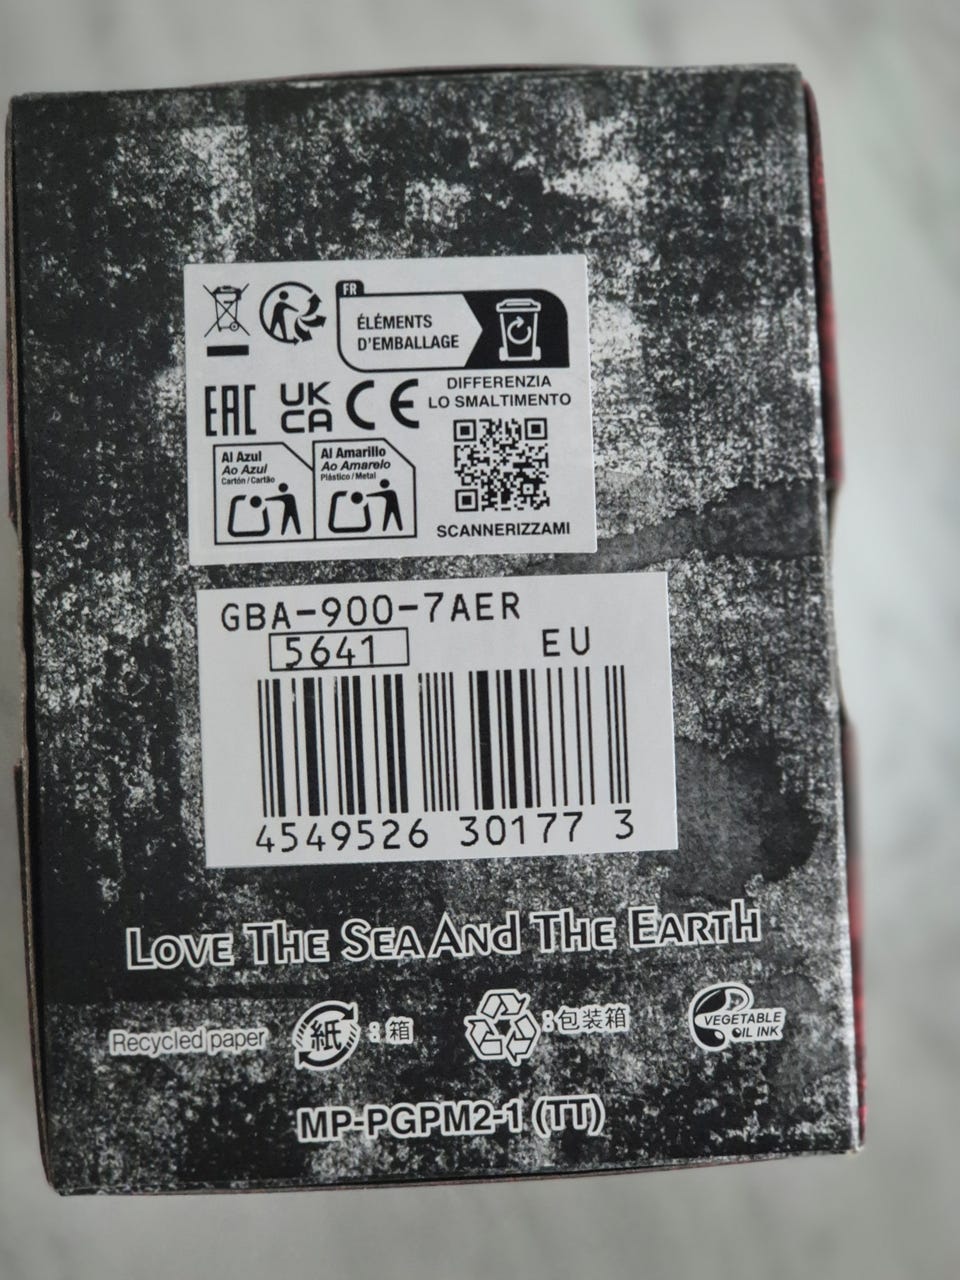 FR
ÉLÉMENTS
D'EMBALLAGE
EAC
UK
CA
CE
DIFFERENZIA
LO SMALTIMENTO
Al Azul
Ao Azul
Cartón / Cartão
Al Amarillo
Ao Amarelo
Plástico / Metal
SCANNERIZZAMI
GBA-900-7AER
5641
EU
4549526 30177 3
LOVE THE SEA AND THE EARTH
Recycled paper
紙:箱
:包装箱
VEGETABLE
OIL INK
MP-PGPM2-1 (TT)